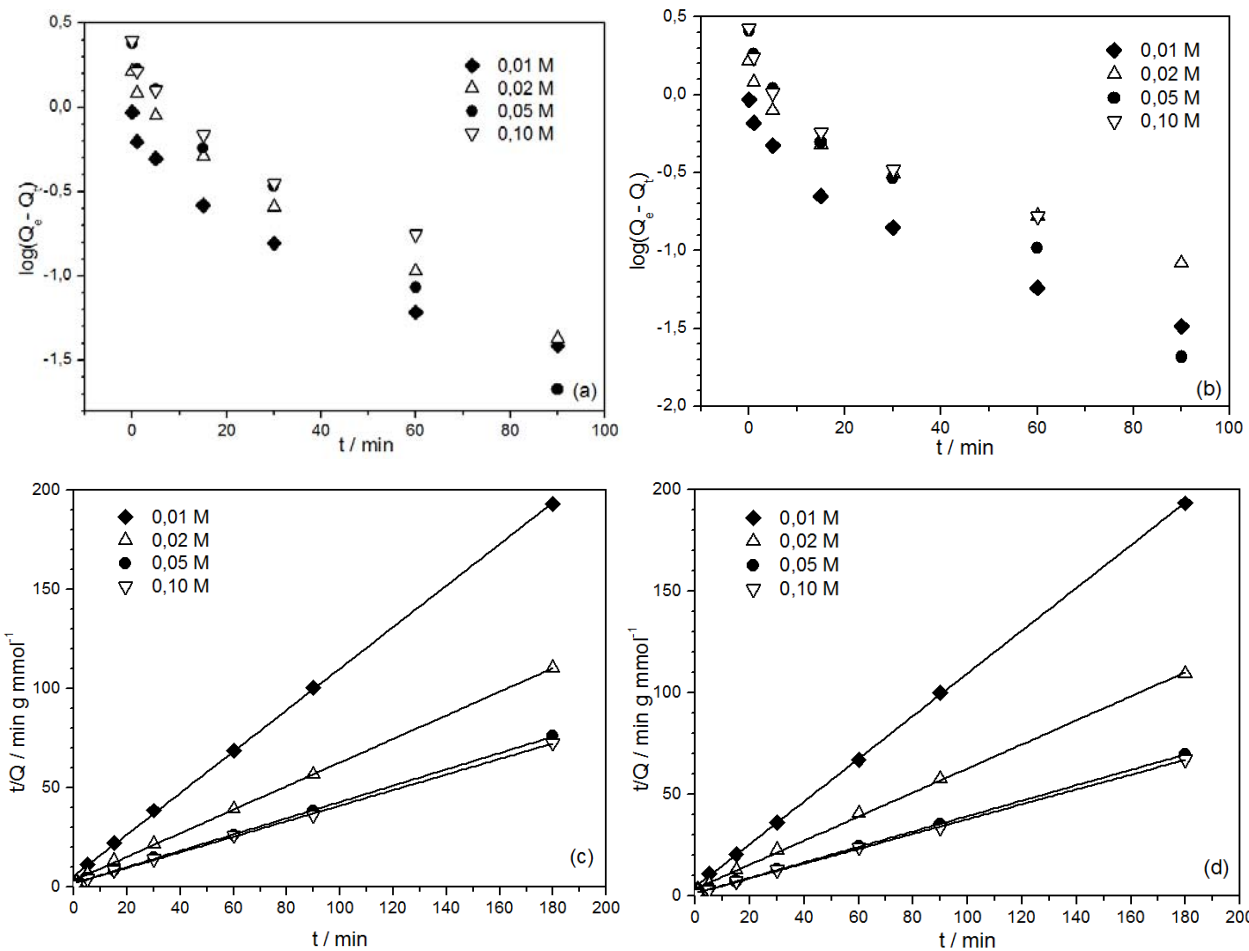 0,5
0,0
-0,5
-1,0
-1,5
log(Qe - Qt)
0,01 M
0,02 M
0,05 M
0,10 M
(a)
0 20 40 60 80 100
t / min
0,5
0,0
-0,5
-1,0
-1,5
-2,0
log(Qe - Qt)
0,01 M
0,02 M
0,05 M
0,10 M
(b)
0 20 40 60 80 100
t / min
200
150
100
50
0
t/Q / min g mmol⁻¹
0,01 M
0,02 M
0,05 M
0,10 M
(c)
0 20 40 60 80 100 120 140 160 180 200
t / min
200
150
100
50
0
t/Q / min g mmol⁻¹
0,01 M
0,02 M
0,05 M
0,10 M
(d)
0 20 40 60 80 100 120 140 160 180 200
t / min